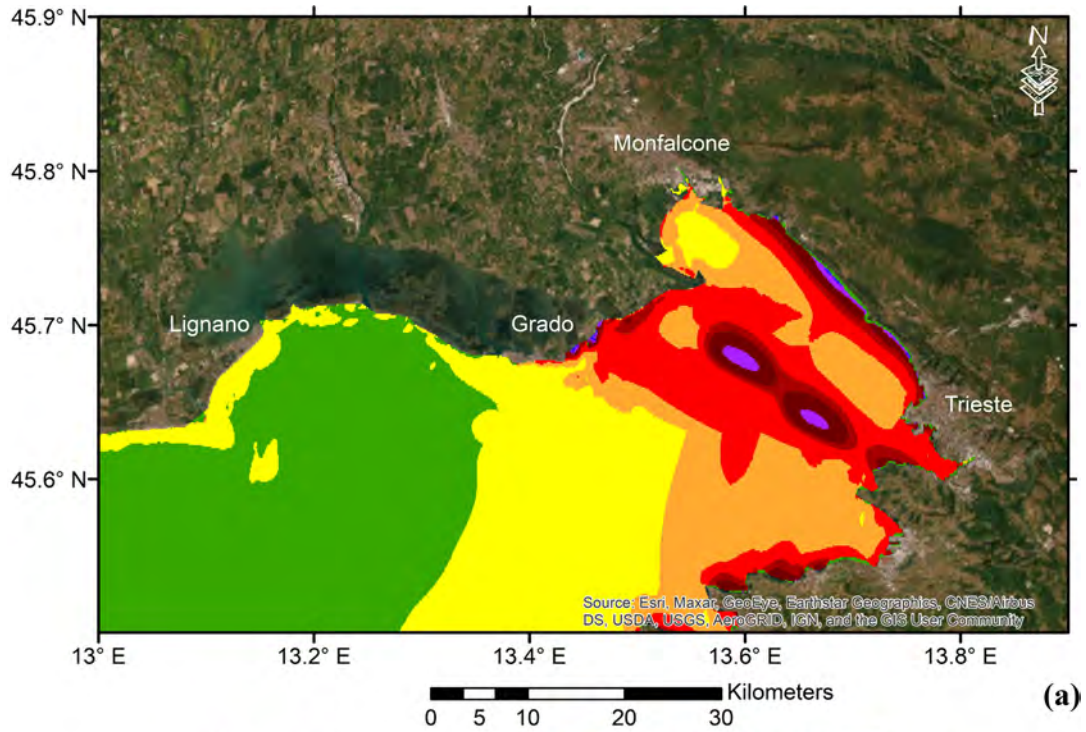 45.9° N
N
Monfalcone
45.8° N
45.7° N
Lignano
Grado
Trieste
45.6° N
Source: Esri, Maxar, GeoEye, Earthstar Geographics, CNES/Airbus
DS, USDA, USGS, AeroGRID, IGN, and the GIS User Community
13° E
13.2° E
13.4° E
13.6° E
13.8° E
Kilometers
(a)
0 5 10 20 30